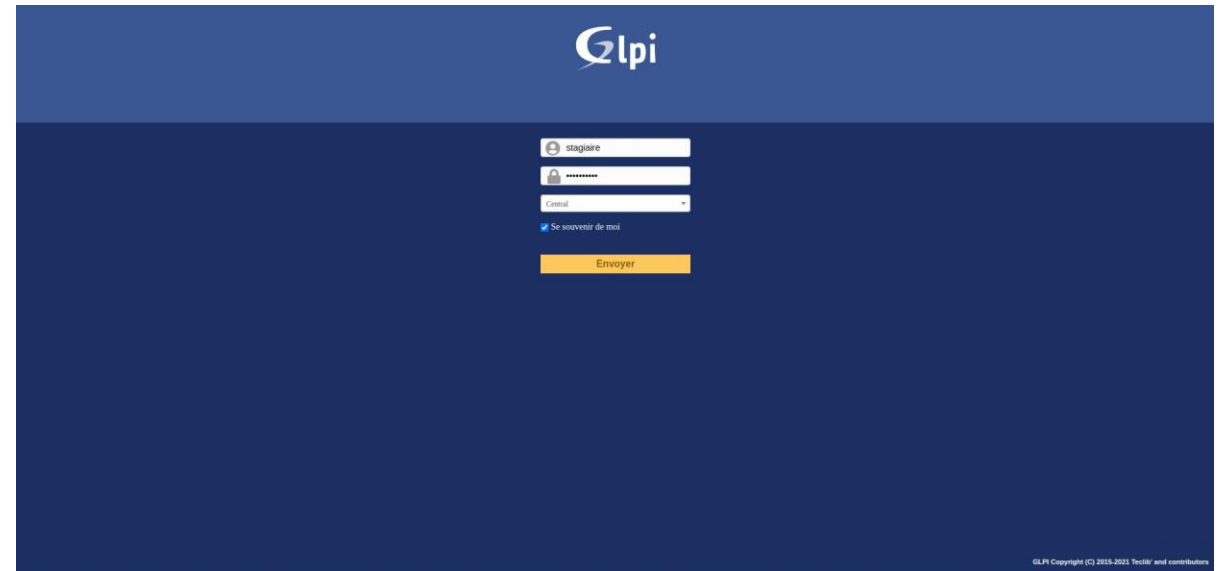 Glpi
stagiaire
••••••••••
Central
Se souvenir de moi
Envoyer
GLPI Copyright (C) 2015-2021 Teclib' and contributors